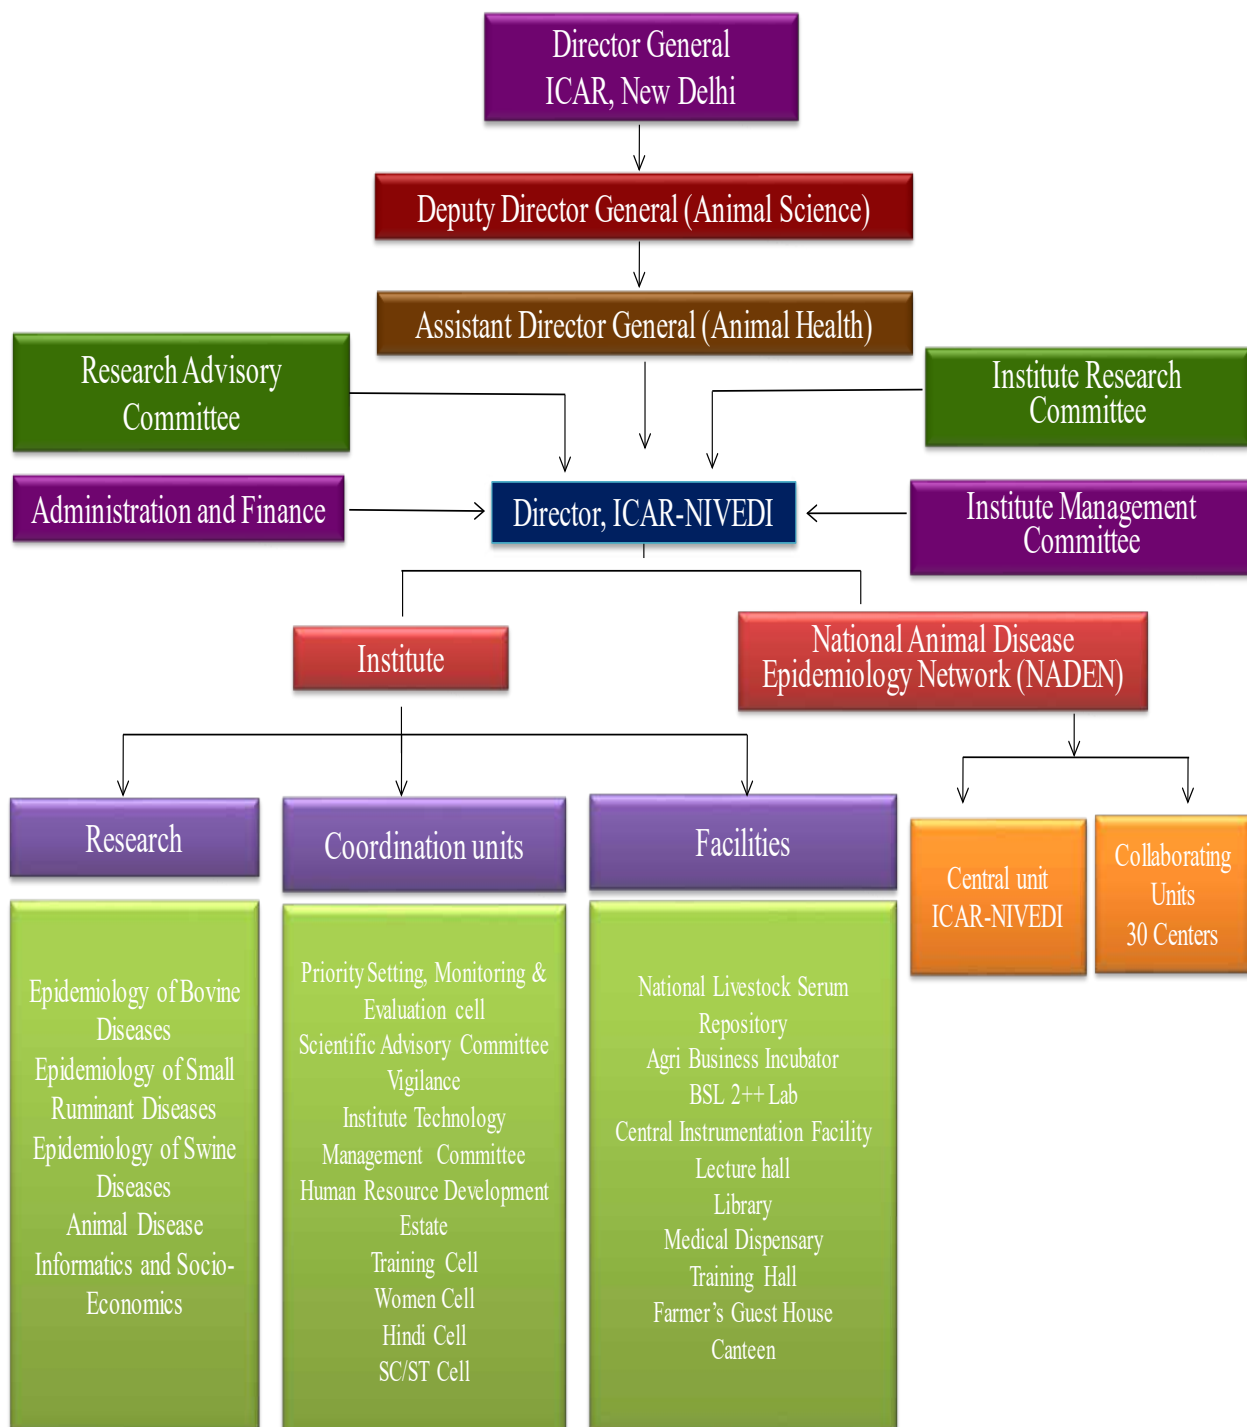 Director General
ICAR, New Delhi
Deputy Director General (Animal Science)
Assistant Director General (Animal Health)
Research Advisory
Committee
Institute Research
Committee
Administration and Finance
Director, ICAR-NIVEDI
Institute Management
Committee
Institute
National Animal Disease
Epidemiology Network (NADEN)
Research
Coordination units
Facilities
Central unit
ICAR-NIVEDI
Collaborating
Units
30 Centers
Epidemiology of Bovine
Diseases
Epidemiology of Small
Ruminant Diseases
Epidemiology of Swine
Diseases
Animal Disease
Informatics and Socio-
Economics
Priority Setting, Monitoring &
Evaluation cell
Scientific Advisory Committee
Vigilance
Institute Technology
Management Committee
Human Resource Development
Estate
Training Cell
Women Cell
Hindi Cell
SC/ST Cell
National Livestock Serum
Repository
Agri Business Incubator
BSL 2++ Lab
Central Instrumentation Facility
Lecture hall
Library
Medical Dispensary
Training Hall
Farmer’s Guest House
Canteen